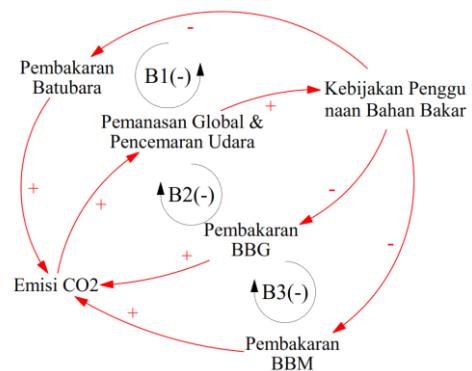 -
Pembakaran
Batubara
B1(-)
Kebijakan Penggu
naan Bahan Bakar
+
Pemanasan Global &
Pencemaran Udara
+
+
B2(-)
-
-
Pembakaran
BBG
+
Emisi CO2
B3(-)
+
Pembakaran
BBM